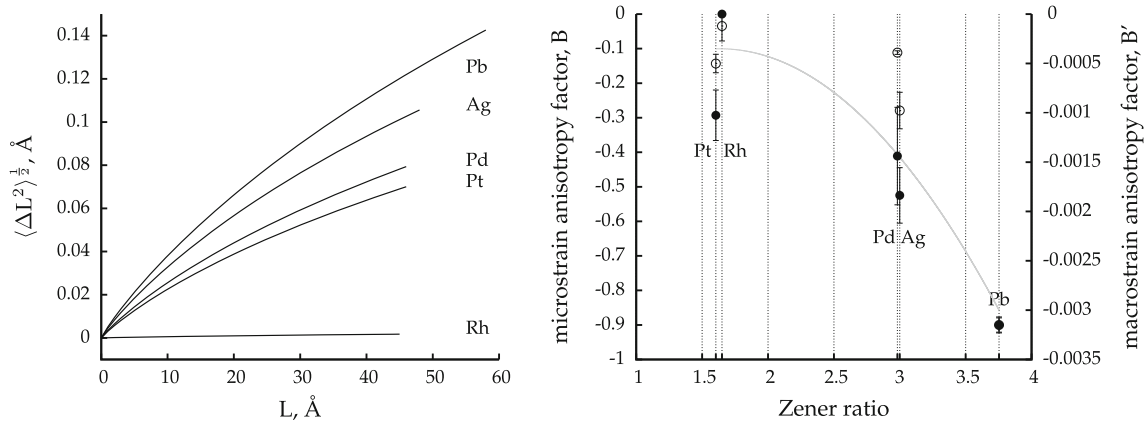 0.14
0.12
0.1
0.08
0.06
0.04
0.02
0
⟨ΔL²⟩^½, Å
Pb
Ag
Pd
Pt
Rh
0 10 20 30 40 50 60
L, Å
0
-0.1
-0.2
-0.3
-0.4
-0.5
-0.6
-0.7
-0.8
-0.9
-1
microstrain anisotropy factor, B
Pt Rh
Pd Ag
Pb
0
-0.0005
-0.001
-0.0015
-0.002
-0.0025
-0.003
-0.0035
macrostrain anisotropy factor, B′
1 1.5 2 2.5 3 3.5 4
Zener ratio